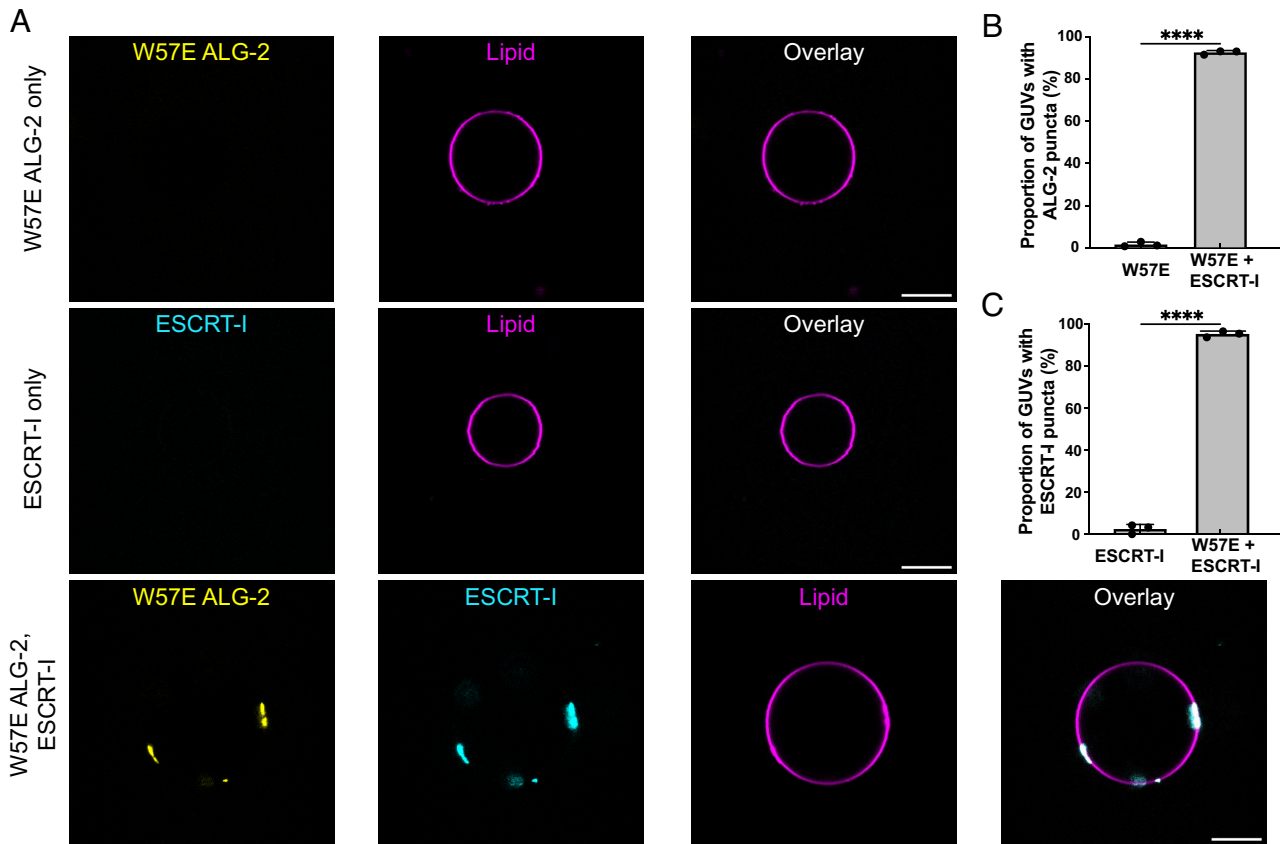 A
W57E ALG-2 only
W57E ALG-2
Lipid
Overlay
ESCRT-I only
ESCRT-I
Lipid
Overlay
W57E ALG-2,
ESCRT-I
W57E ALG-2
ESCRT-I
Lipid
Overlay
B
Proportion of GUVs with
ALG-2 puncta (%)
100
80
60
40
20
0
****
W57E
W57E +
ESCRT-I
C
Proportion of GUVs with
ESCRT-I puncta (%)
100
80
60
40
20
0
****
ESCRT-I
W57E +
ESCRT-I